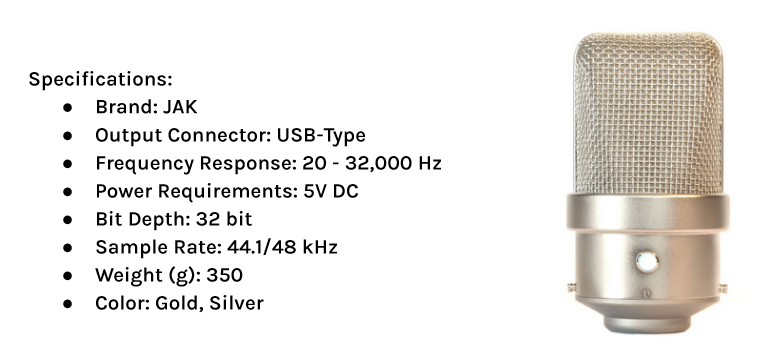 Specifications:
● Brand: JAK
● Output Connector: USB-Type
● Frequency Response: 20 - 32,000 Hz
● Power Requirements: 5V DC
● Bit Depth: 32 bit
● Sample Rate: 44.1/48 kHz
● Weight (g): 350
● Color: Gold, Silver